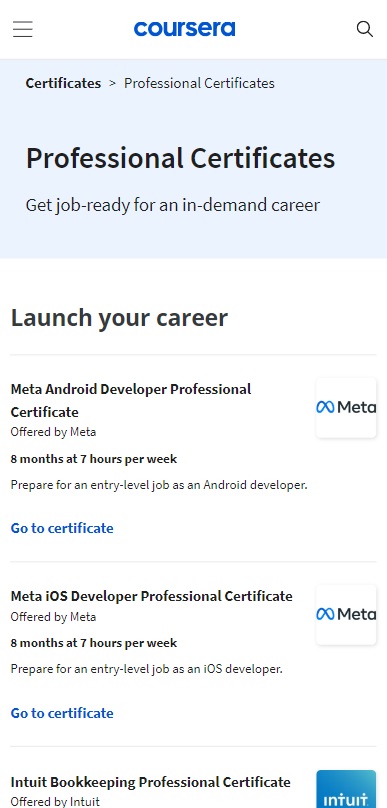 coursera
Certificates > Professional Certificates
Professional Certificates
Get job-ready for an in-demand career
Launch your career
Meta Android Developer Professional
Certificate
Meta
Offered by Meta
8 months at 7 hours per week
Prepare for an entry-level job as an Android developer.
Go to certificate
Meta iOS Developer Professional Certificate
Meta
Offered by Meta
8 months at 7 hours per week
Prepare for an entry-level job as an iOS developer.
Go to certificate
Intuit Bookkeeping Professional Certificate
Offered by Intuit
intuit